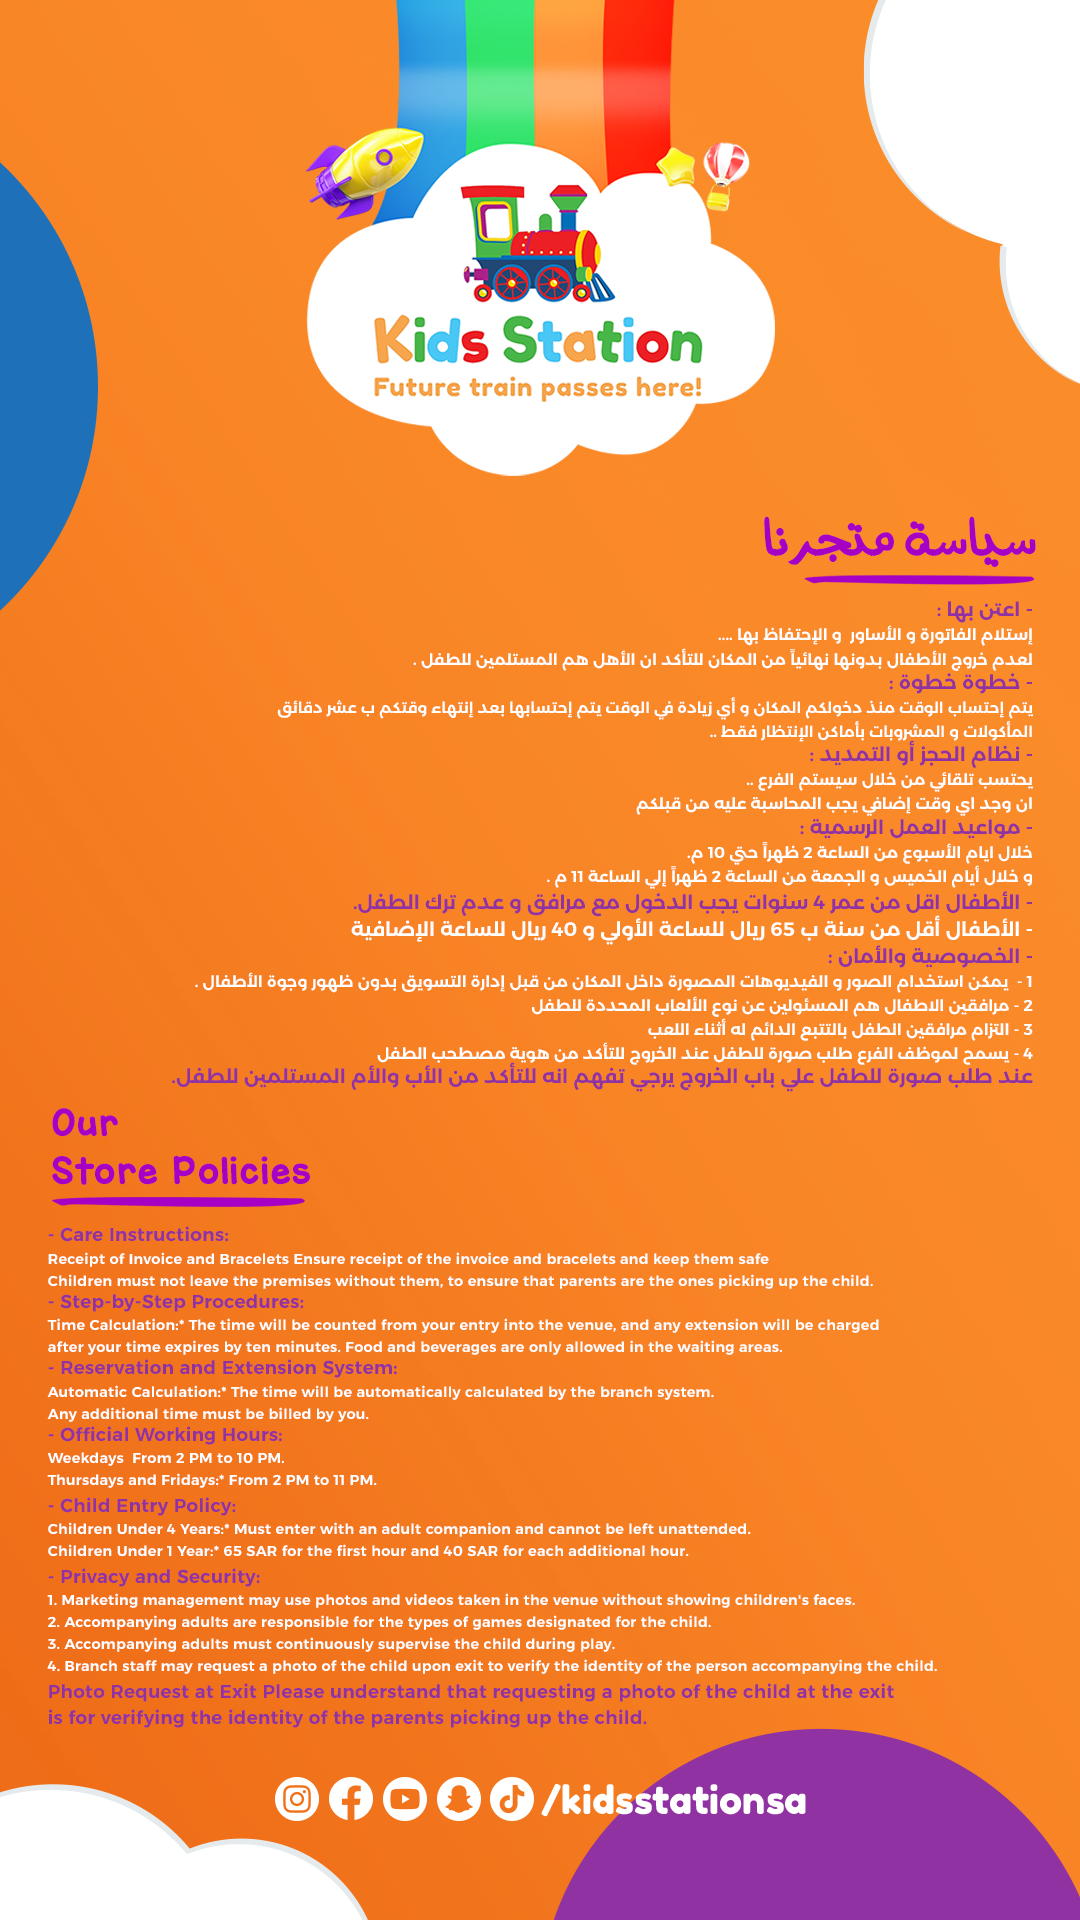 Kids Station
Future train passes here!
سياسة متجرنا
- اعتن بها :
إستلام الفاتورة و الأساور و الإحتفاظ بها ....
لعدم خروج الأطفال بدونها نهائياً من المكان للتأكد ان الأهل هم المستلمين للطفل .
- خطوة خطوة :
يتم إحتساب الوقت منذ دخولكم المكان و أي زيادة في الوقت يتم إحتسابها بعد إنتهاء وقتكم ب عشر دقائق
المأكولات و المشروبات بأماكن الإنتظار فقط ..
- نظام الحجز أو التمديد :
يحتسب تلقائي من خلال سيستم الفرع ..
ان وجد اي وقت إضافي يجب المحاسبة عليه من قبلكم
- مواعيد العمل الرسمية :
خلال ايام الأسبوع من الساعة 2 ظهراً حتي 10 م.
و خلال أيام الخميس و الجمعة من الساعة 2 ظهراً إلي الساعة 11 م .
- الأطفال اقل من عمر 4 سنوات يجب الدخول مع مرافق و عدم ترك الطفل.
- الأطفال أقل من سنة ب 65 ريال للساعة الأولي و 40 ريال للساعة الإضافية
- الخصوصية والأمان :
1 - يمكن استخدام الصور و الفيديوهات المصورة داخل المكان من قبل إدارة التسويق بدون ظهور وجوة الأطفال .
2 - مرافقين الاطفال هم المسئولين عن نوع الألعاب المحددة للطفل
3 - التزام مرافقين الطفل بالتتبع الدائم له أثناء اللعب
4 - يسمح لموظف الفرع طلب صورة للطفل عند الخروج للتأكد من هوية مصطحب الطفل
عند طلب صورة للطفل علي باب الخروج يرجي تفهم انه للتأكد من الأب والأم المستلمين للطفل.
Our
Store Policies
- Care Instructions:
Receipt of Invoice and Bracelets Ensure receipt of the invoice and bracelets and keep them safe
Children must not leave the premises without them, to ensure that parents are the ones picking up the child.
- Step-by-Step Procedures:
Time Calculation:* The time will be counted from your entry into the venue, and any extension will be charged
after your time expires by ten minutes. Food and beverages are only allowed in the waiting areas.
- Reservation and Extension System:
Automatic Calculation:* The time will be automatically calculated by the branch system.
Any additional time must be billed by you.
- Official Working Hours:
Weekdays From 2 PM to 10 PM.
Thursdays and Fridays:* From 2 PM to 11 PM.
- Child Entry Policy:
Children Under 4 Years:* Must enter with an adult companion and cannot be left unattended.
Children Under 1 Year:* 65 SAR for the first hour and 40 SAR for each additional hour.
- Privacy and Security:
1. Marketing management may use photos and videos taken in the venue without showing children's faces.
2. Accompanying adults are responsible for the types of games designated for the child.
3. Accompanying adults must continuously supervise the child during play.
4. Branch staff may request a photo of the child upon exit to verify the identity of the person accompanying the child.
Photo Request at Exit Please understand that requesting a photo of the child at the exit
is for verifying the identity of the parents picking up the child.
/kidsstationsa